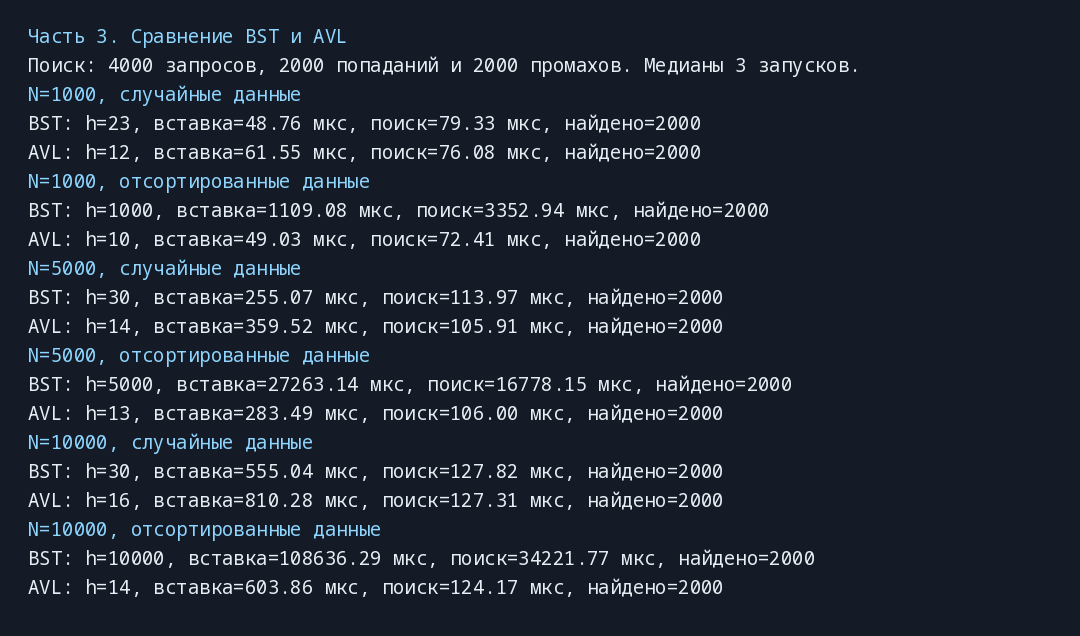 Часть 3. Сравнение BST и AVL
Поиск: 4000 запросов, 2000 попаданий и 2000 промахов. Медианы 3 запусков.
N=1000, случайные данные
BST: h=23, вставка=48.76 мкс, поиск=79.33 мкс, найдено=2000
AVL: h=12, вставка=61.55 мкс, поиск=76.08 мкс, найдено=2000
N=1000, отсортированные данные
BST: h=1000, вставка=1109.08 мкс, поиск=3352.94 мкс, найдено=2000
AVL: h=10, вставка=49.03 мкс, поиск=72.41 мкс, найдено=2000
N=5000, случайные данные
BST: h=30, вставка=255.07 мкс, поиск=113.97 мкс, найдено=2000
AVL: h=14, вставка=359.52 мкс, поиск=105.91 мкс, найдено=2000
N=5000, отсортированные данные
BST: h=5000, вставка=27263.14 мкс, поиск=16778.15 мкс, найдено=2000
AVL: h=13, вставка=283.49 мкс, поиск=106.00 мкс, найдено=2000
N=10000, случайные данные
BST: h=30, вставка=555.04 мкс, поиск=127.82 мкс, найдено=2000
AVL: h=16, вставка=810.28 мкс, поиск=127.31 мкс, найдено=2000
N=10000, отсортированные данные
BST: h=10000, вставка=108636.29 мкс, поиск=34221.77 мкс, найдено=2000
AVL: h=14, вставка=603.86 мкс, поиск=124.17 мкс, найдено=2000